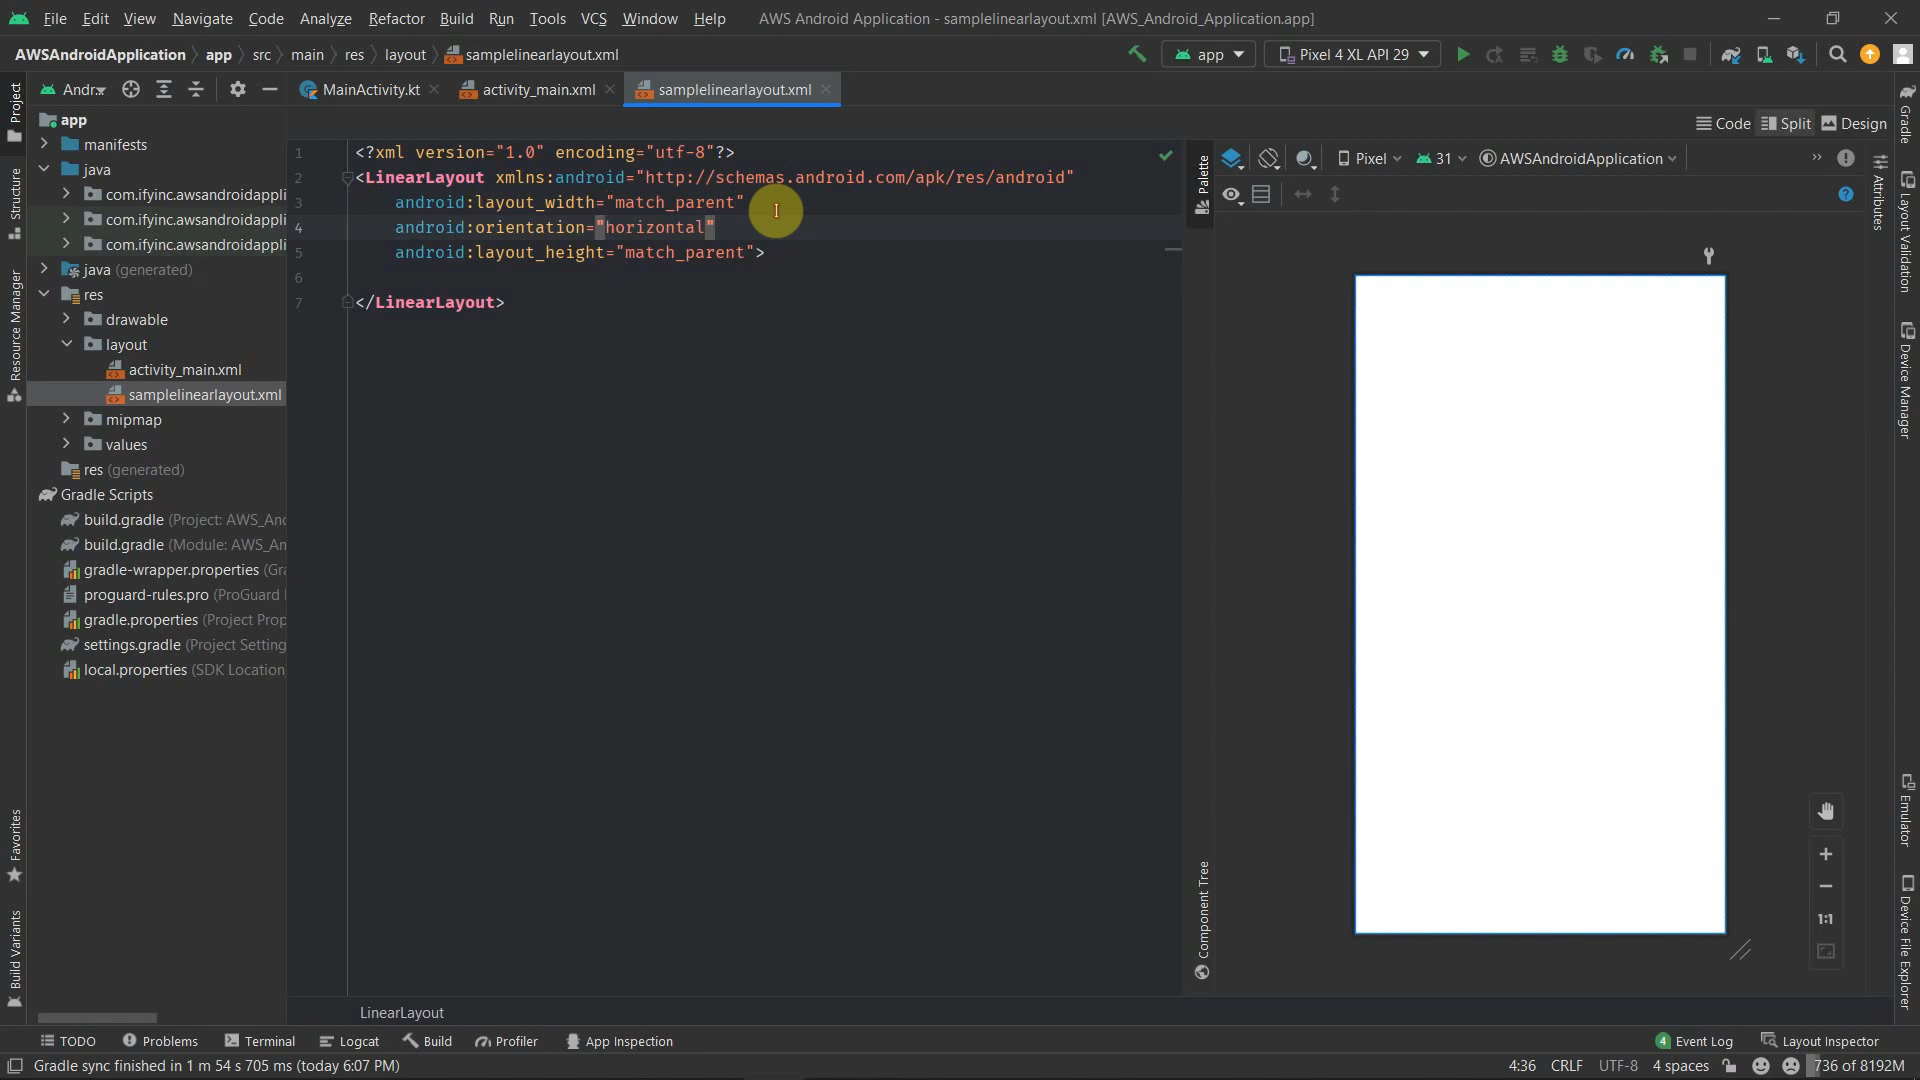 File Edit View Navigate Code Analyze Refactor Build Run Tools VCS Window Help AWS Android Application - samplelinearlayout.xml [AWS_Android_Application.app]
AWSAndroidApplication app src main res layout samplelinearlayout.xml app Pixel 4 XL API 29
Project
Structure
Resource Manager
Favorites
Build Variants
Andr
app
manifests
java
com.ifyinc.awsandroidappli
com.ifyinc.awsandroidappli
com.ifyinc.awsandroidappli
java (generated)
res
drawable
layout
activity_main.xml
samplelinearlayout.xml
mipmap
values
res (generated)
Gradle Scripts
build.gradle (Project: AWS_An
build.gradle (Module: AWS_An
gradle-wrapper.properties (Gra
proguard-rules.pro (ProGuard
gradle.properties (Project Prop
settings.gradle (Project Setting
local.properties (SDK Location
MainActivity.kt activity_main.xml samplelinearlayout.xml
Code Split Design
1 <?xml version="1.0" encoding="utf-8"?>
2 <LinearLayout xmlns:android="http://schemas.android.com/apk/res/android"
3 android:layout_width="match_parent"
4 android:orientation="horizontal"
5 android:layout_height="match_parent">
6
7 </LinearLayout>
LinearLayout
Palette
Component Tree
Pixel 31 AWSAndroidApplication
1:1
Attributes
Gradle
Layout Validation
Device Manager
Emulator
Device File Explorer
TODO Problems Terminal Logcat Build Profiler App Inspection 4 Event Log Layout Inspector
Gradle sync finished in 1 m 54 s 705 ms (today 6:07 PM) 4:36 CRLF UTF-8 4 spaces 736 of 8192M